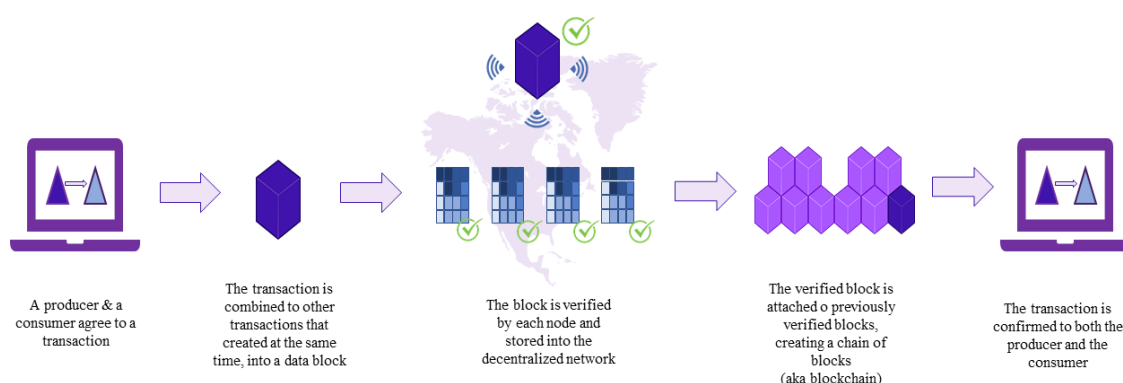 A producer & a
consumer agree to a
transaction
The transaction is
combined to other
transactions that
created at the same
time, into a data block
The block is verified
by each node and
stored into the
decentralized network
The verified block is
attached o previously
verified blocks,
creating a chain of
blocks
(aka blockchain)
The transaction is
confirmed to both the
producer and the
consumer